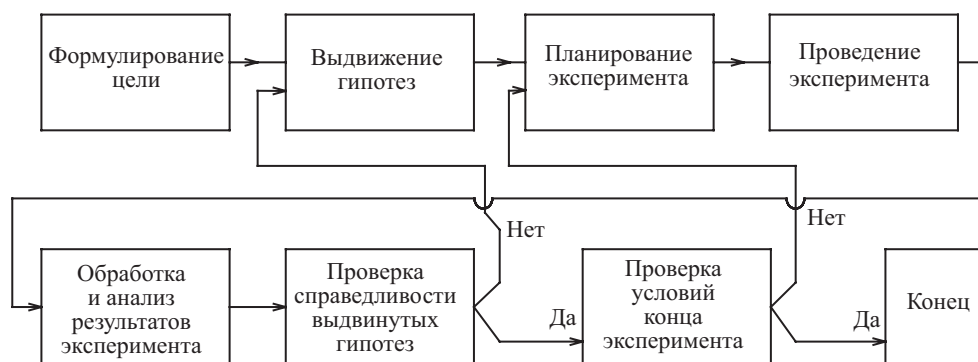 Формулирование
цели
Выдвижение
гипотез
Планирование
эксперимента
Проведение
эксперимента
Нет
Нет
Обработка
и анализ
результатов
эксперимента
Проверка
справедливости
выдвинутых
гипотез
Да
Проверка
условий
конца
эксперимента
Да
Конец